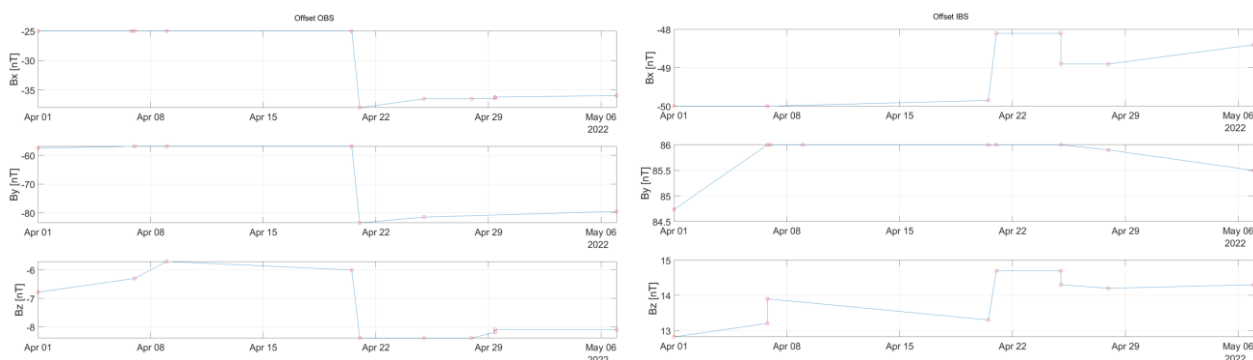 Offset OBS
-25
-30
-35
Bx [nT]
Apr 01 Apr 08 Apr 15 Apr 22 Apr 29 May 06
2022
-60
-70
-80
By [nT]
Apr 01 Apr 08 Apr 15 Apr 22 Apr 29 May 06
2022
-6
-7
-8
Bz [nT]
Apr 01 Apr 08 Apr 15 Apr 22 Apr 29 May 06
2022
Offset IBS
-48
-49
-50
Bx [nT]
Apr 01 Apr 08 Apr 15 Apr 22 Apr 29 May 06
2022
86
85.5
85
84.5
By [nT]
Apr 01 Apr 08 Apr 15 Apr 22 Apr 29 May 06
2022
15
14
13
Bz [nT]
Apr 01 Apr 08 Apr 15 Apr 22 Apr 29 May 06
2022